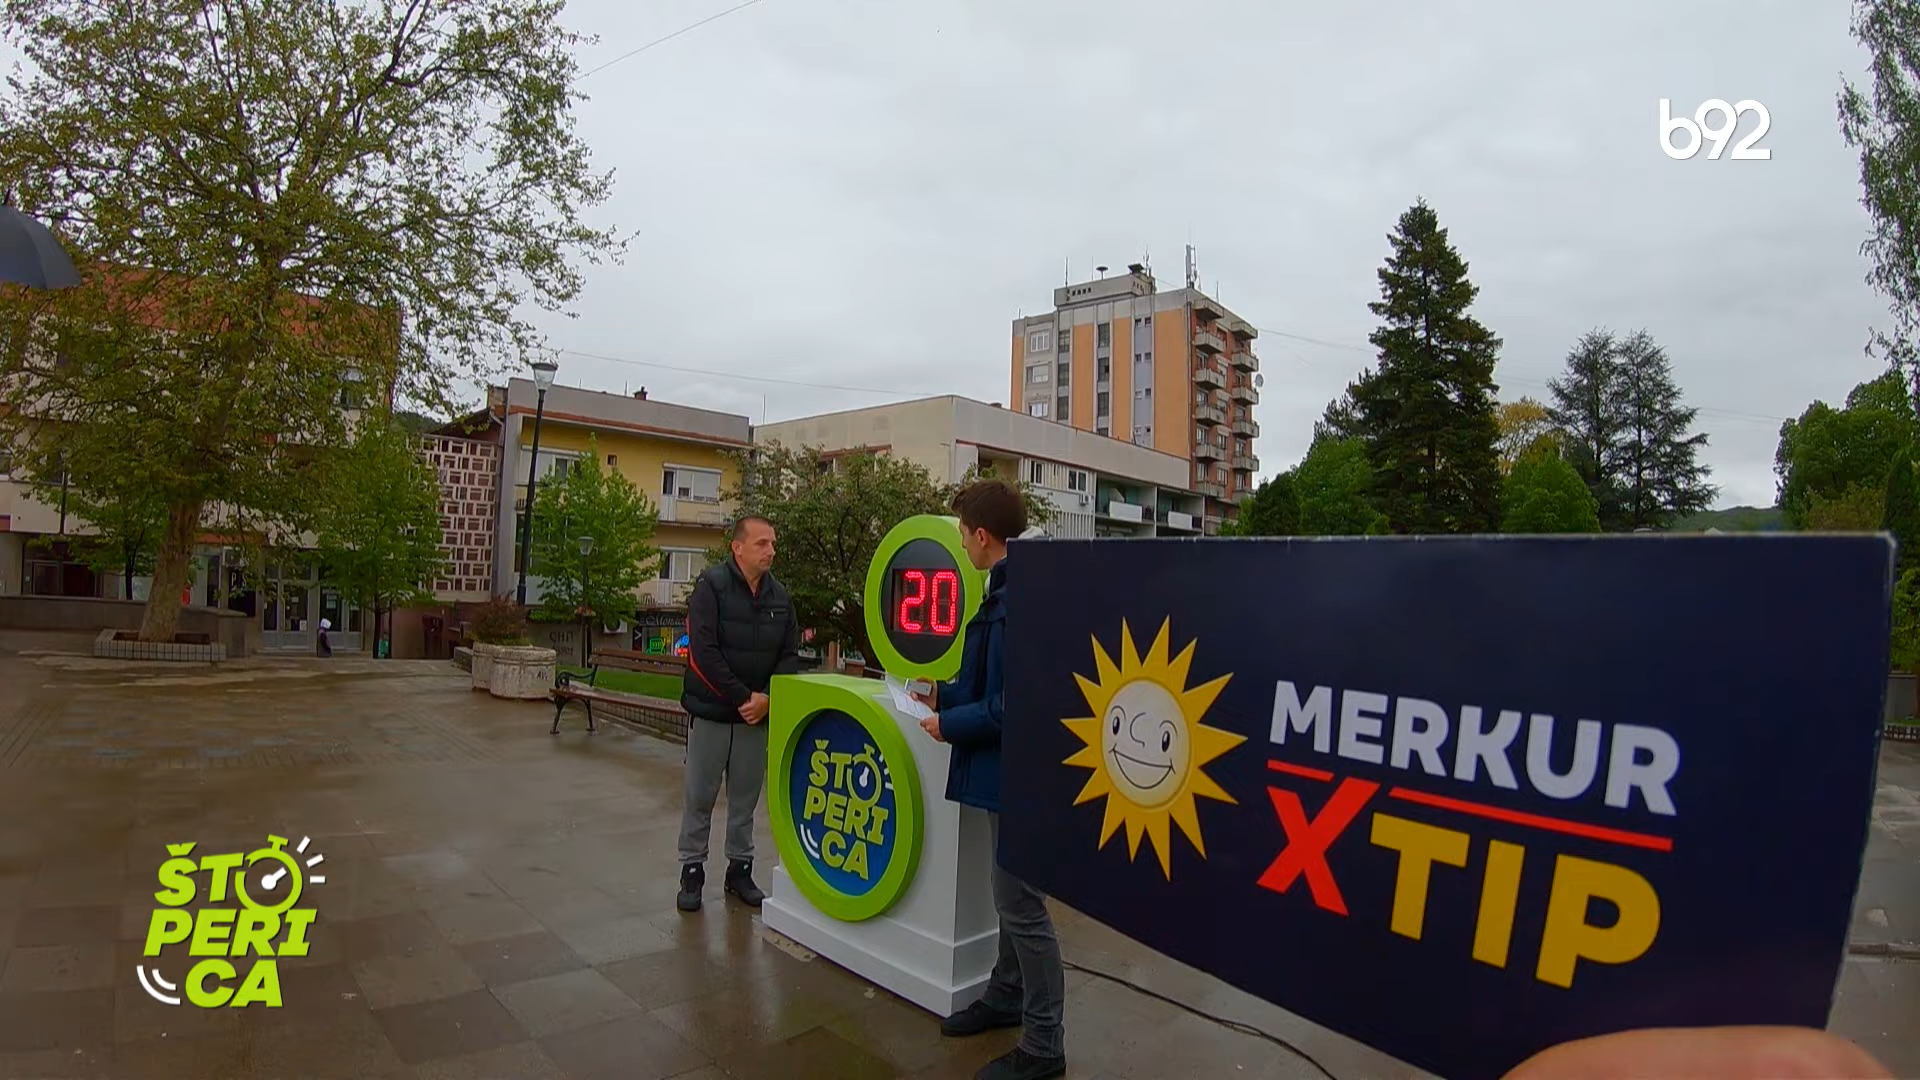 b92
20
ŠTO
PERI
CA
MERKUR
XTIP
ŠTO
PERI
CA